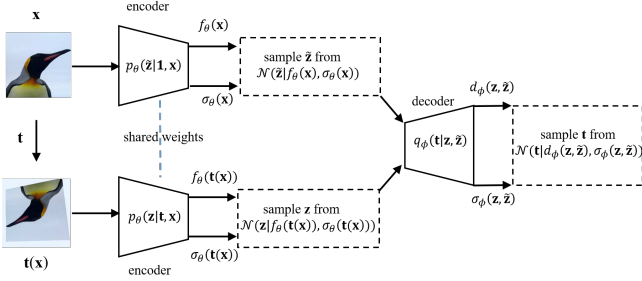 encoder
x
p_θ(z̃|1, x)
f_θ(x)
σ_θ(x)
sample z̃ from
𝒩(z̃|f_θ(x), σ_θ(x))
t
shared weights
decoder
q_ϕ(t|z, z̃)
d_ϕ(z, z̃)
σ_ϕ(z, z̃)
sample t from
𝒩(t|d_ϕ(z, z̃), σ_ϕ(z, z̃))
t(x)
p_θ(z|t, x)
encoder
f_θ(t(x))
σ_θ(t(x))
sample z from
𝒩(z|f_θ(t(x)), σ_θ(t(x)))